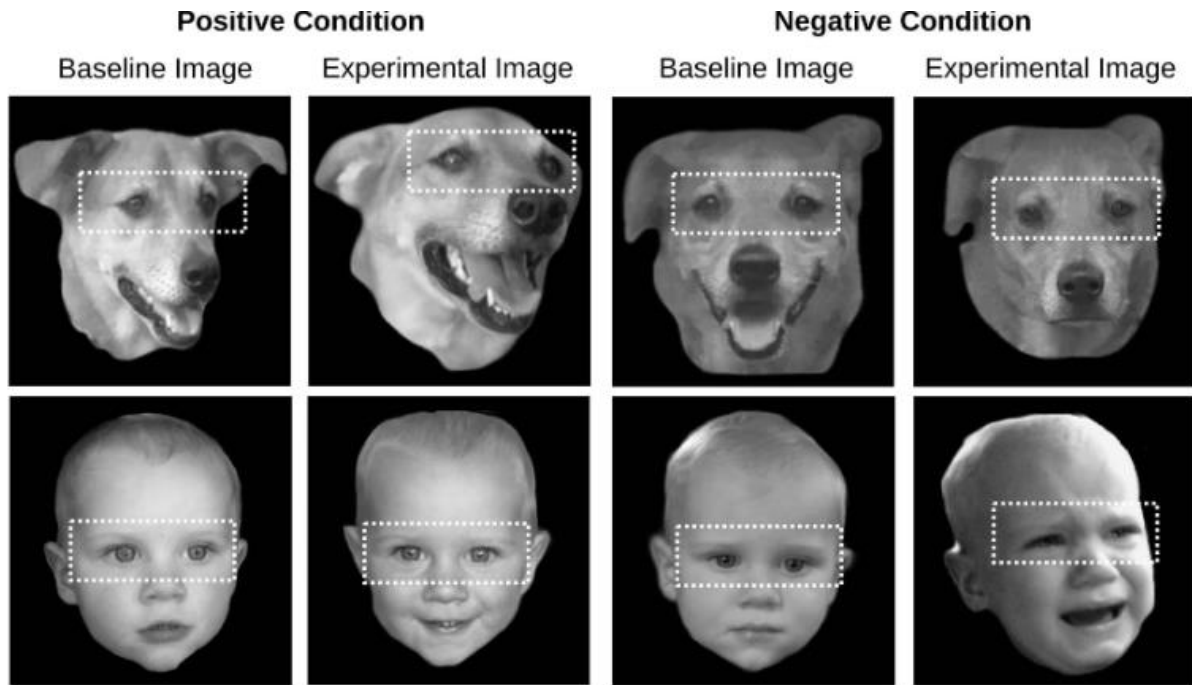 Positive Condition
Negative Condition
Baseline Image
Experimental Image
Baseline Image
Experimental Image